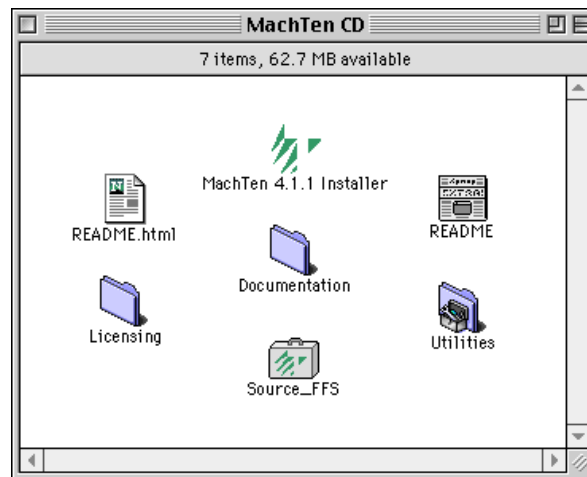 MachTen CD
7 items, 62.7 MB available
MachTen 4.1.1 Installer
README.html
README
Documentation
Licensing
Utilities
Source_FFS